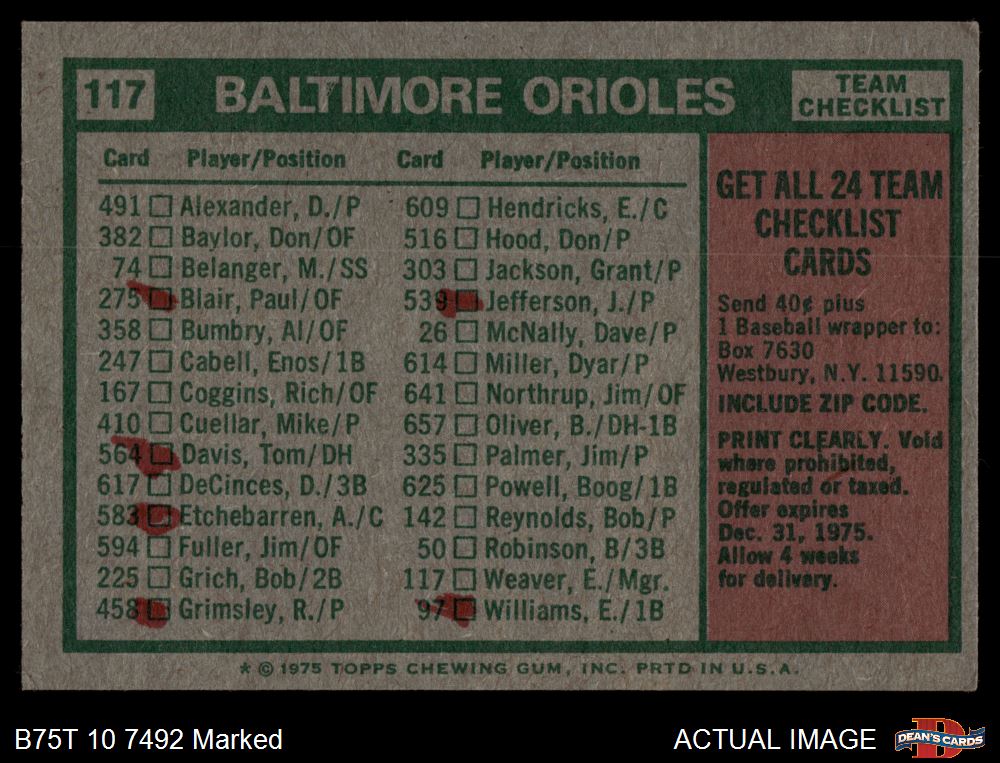 117
BALTIMORE ORIOLES
TEAM
CHECKLIST
Card Player/Position
491 Alexander, D./P
382 Baylor, Don/OF
74 Belanger, M./SS
275 Blair, Paul/OF
358 Bumbry, Al/OF
247 Cabell, Enos/1B
167 Coggins, Rich/OF
410 Cuellar, Mike/P
564 Davis, Tom/DH
617 DeCinces, D./3B
583 Etchebarren, A./C
594 Fuller, Jim/OF
225 Grich, Bob/2B
458 Grimsley, R./P
Card Player/Position
609 Hendricks, E./C
516 Hood, Don/P
303 Jackson, Grant/P
539 Jefferson, J./P
26 McNally, Dave/P
614 Miller, Dyar/P
641 Northrup, Jim/OF
657 Oliver, B./DH-1B
335 Palmer, Jim/P
625 Powell, Boog/1B
142 Reynolds, Bob/P
50 Robinson, B/3B
117 Weaver, E./Mgr.
97 Williams, E./1B
GET ALL 24 TEAM
CHECKLIST
CARDS
Send 40¢ plus
1 Baseball wrapper to:
Box 7630
Westbury, N.Y. 11590.
INCLUDE ZIP CODE.
PRINT CLEARLY. Void
where prohibited,
regulated or taxed.
Offer expires
Dec. 31, 1975.
Allow 4 weeks
for delivery.
* © 1975 TOPPS CHEWING GUM, INC. PRTD IN U.S.A.
B75T 10 7492 Marked
ACTUAL IMAGE
DEAN'S CARDS